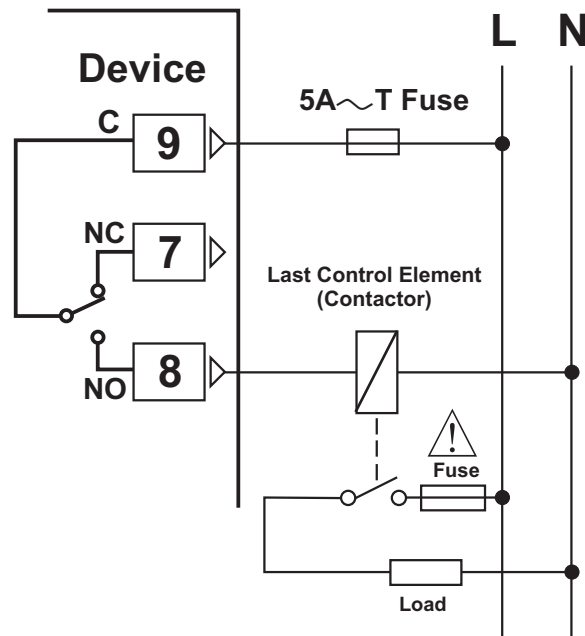 L N
Device
5A～T Fuse
C
9
NC
7
Last Control Element
(Contactor)
8
NO
!
Fuse
Load